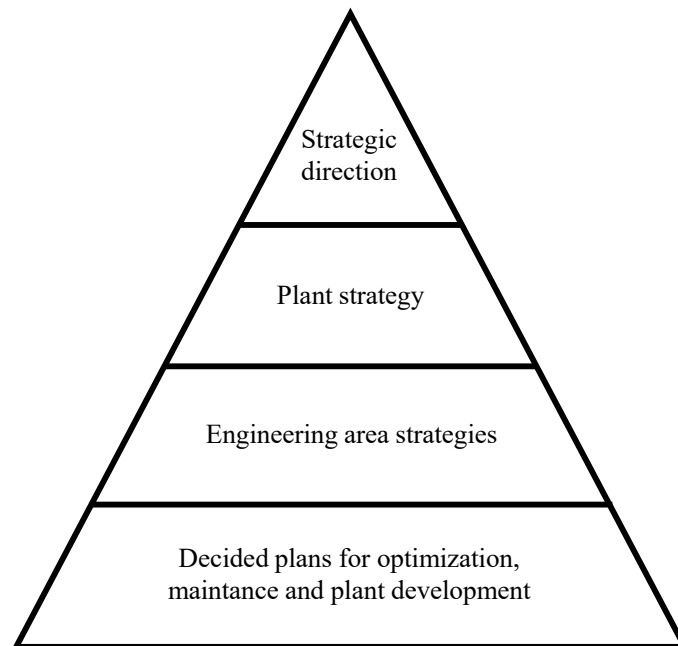 Strategic
direction
Plant strategy
Engineering area strategies
Decided plans for optimization,
maintance and plant development